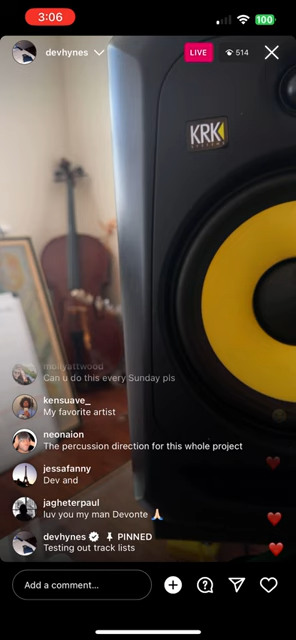 3:06
100
devhynes
LIVE
514
KRK
SYSTEMS
mollyattwood
Can u do this every Sunday pls
kensuave_
My favorite artist
neonaion
The percussion direction for this whole project
jessafanny
Dev and
jagheterpaul
luv you my man Devonte 🙏🏻
devhynes PINNED
Testing out track lists
Add a comment...